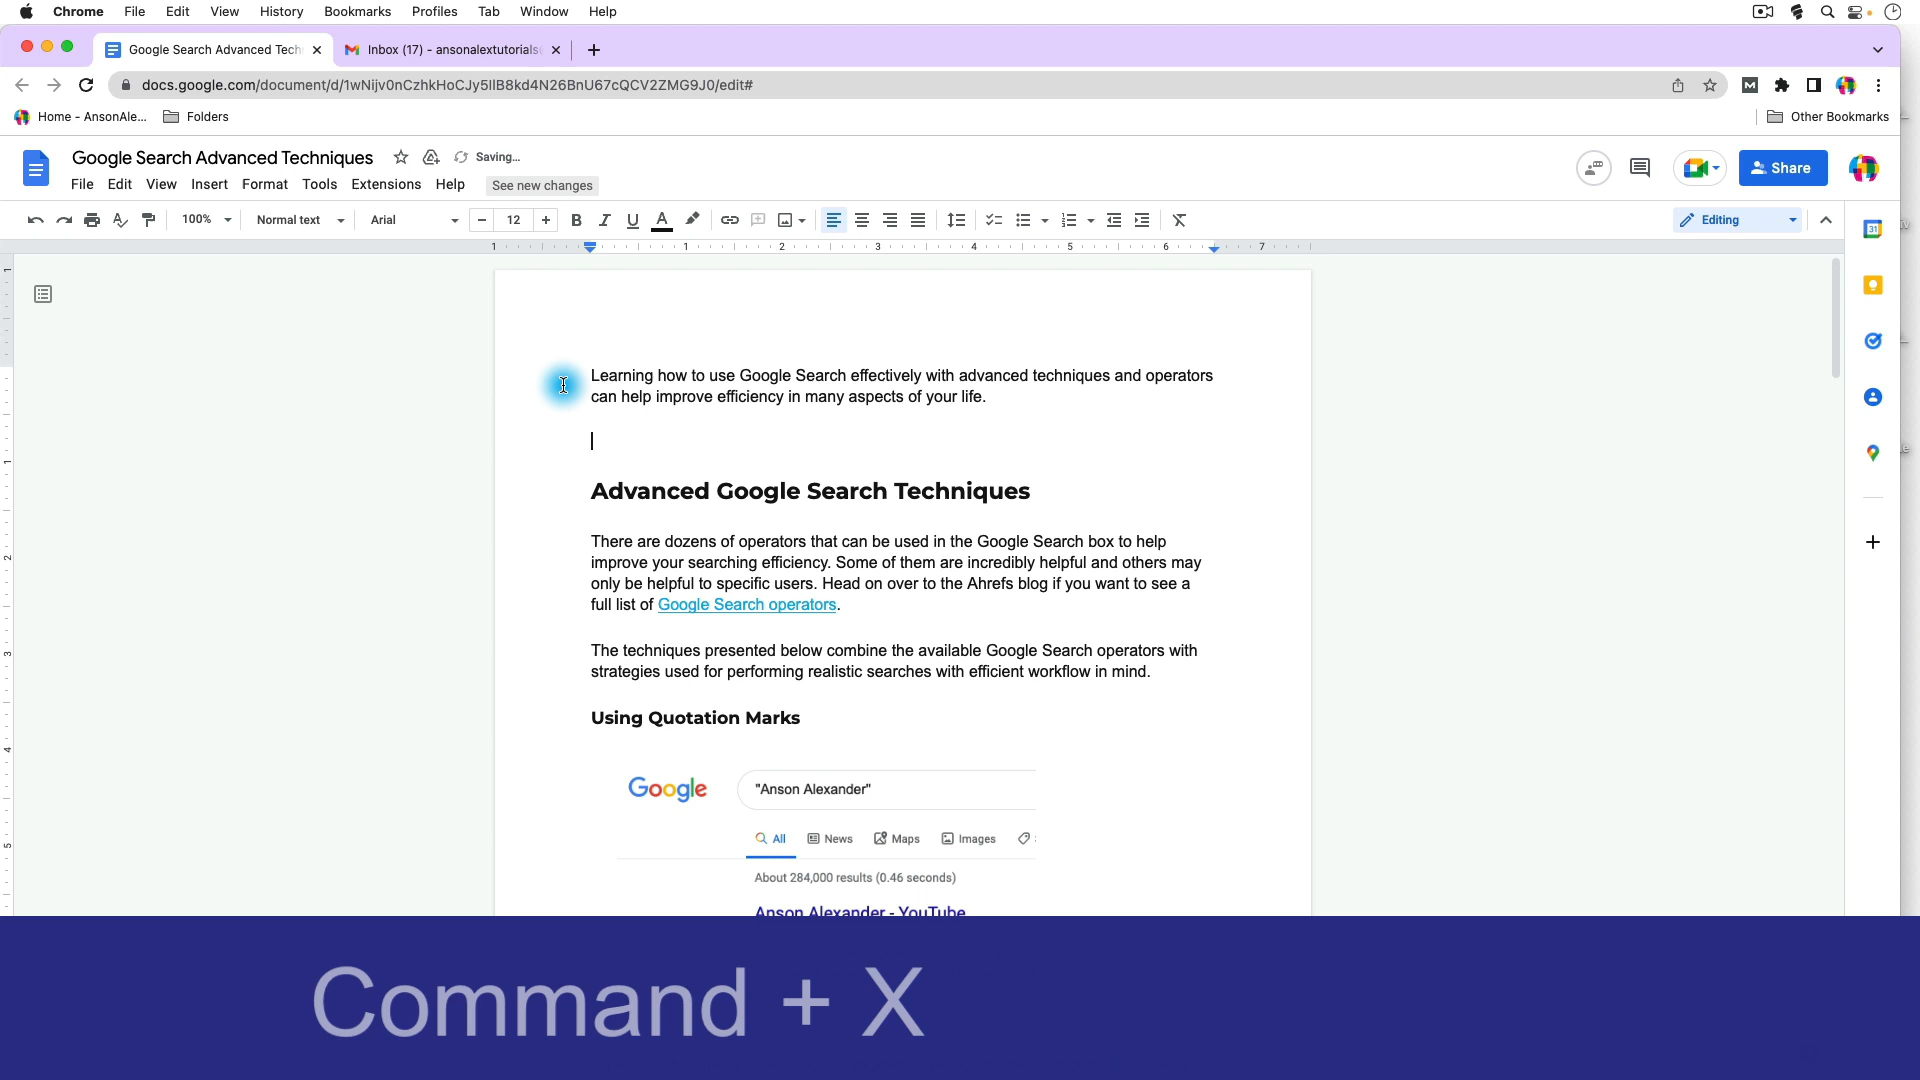 Chrome File Edit View History Bookmarks Profiles Tab Window Help
Google Search Advanced Tech
Inbox (17) - ansonalextutorials
docs.google.com/document/d/1wNijv0nCzhkHoCJy5IIB8kd4N26BnU67cQCV2ZMG9J0/edit#
Home - AnsonAle...
Folders
Other Bookmarks
Google Search Advanced Techniques
Saving...
File Edit View Insert Format Tools Extensions Help
See new changes
Share
100%
Normal text
Arial
12
Editing
1 1 2 3 4 5 6 7
Learning how to use Google Search effectively with advanced techniques and operators
can help improve efficiency in many aspects of your life.
Advanced Google Search Techniques
There are dozens of operators that can be used in the Google Search box to help
improve your searching efficiency. Some of them are incredibly helpful and others may
only be helpful to specific users. Head on over to the Ahrefs blog if you want to see a
full list of Google Search operators.
The techniques presented below combine the available Google Search operators with
strategies used for performing realistic searches with efficient workflow in mind.
Using Quotation Marks
Google
"Anson Alexander"
All News Maps Images
About 284,000 results (0.46 seconds)
Anson Alexander - YouTube
Command + X